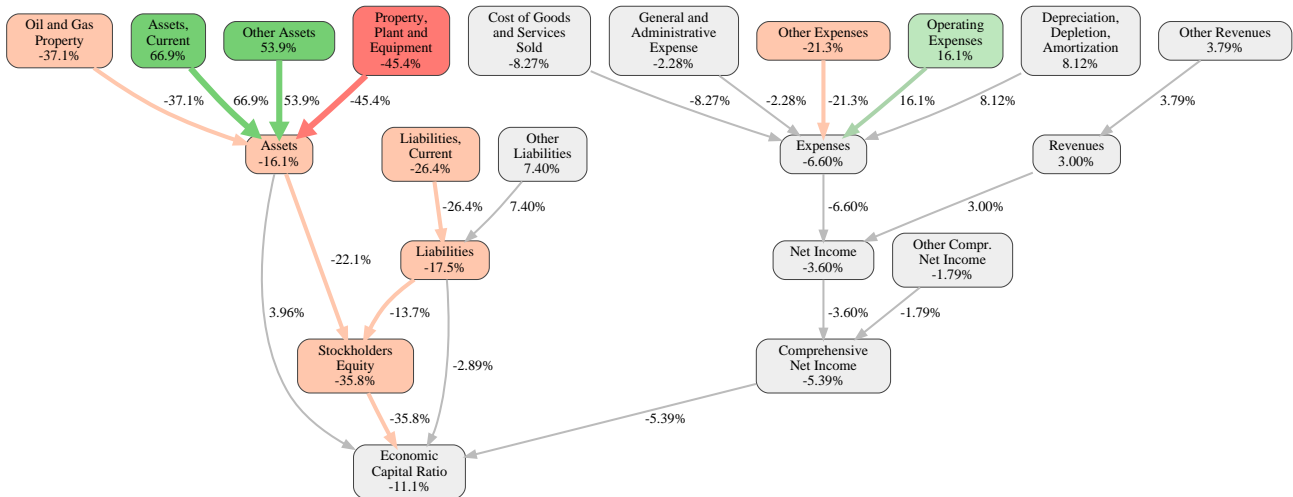 Oil and Gas
Property
-37.1%
Assets,
Current
66.9%
Other Assets
53.9%
Property,
Plant and
Equipment
-45.4%
Cost of Goods
and Services
Sold
-8.27%
General and
Administrative
Expense
-2.28%
Other Expenses
-21.3%
Operating
Expenses
16.1%
Depreciation,
Depletion,
Amortization
8.12%
Other Revenues
3.79%
-37.1%
66.9%
53.9%
-45.4%
-8.27%
-2.28%
-21.3%
16.1%
8.12%
3.79%
Assets
-16.1%
Liabilities,
Current
-26.4%
Other
Liabilities
7.40%
Expenses
-6.60%
Revenues
3.00%
-26.4%
7.40%
-6.60%
3.00%
-22.1%
Liabilities
-17.5%
Net Income
-3.60%
Other Compr.
Net Income
-1.79%
3.96%
-13.7%
-3.60%
-1.79%
Stockholders
Equity
-35.8%
-2.89%
Comprehensive
Net Income
-5.39%
-35.8%
-5.39%
Economic
Capital Ratio
-11.1%